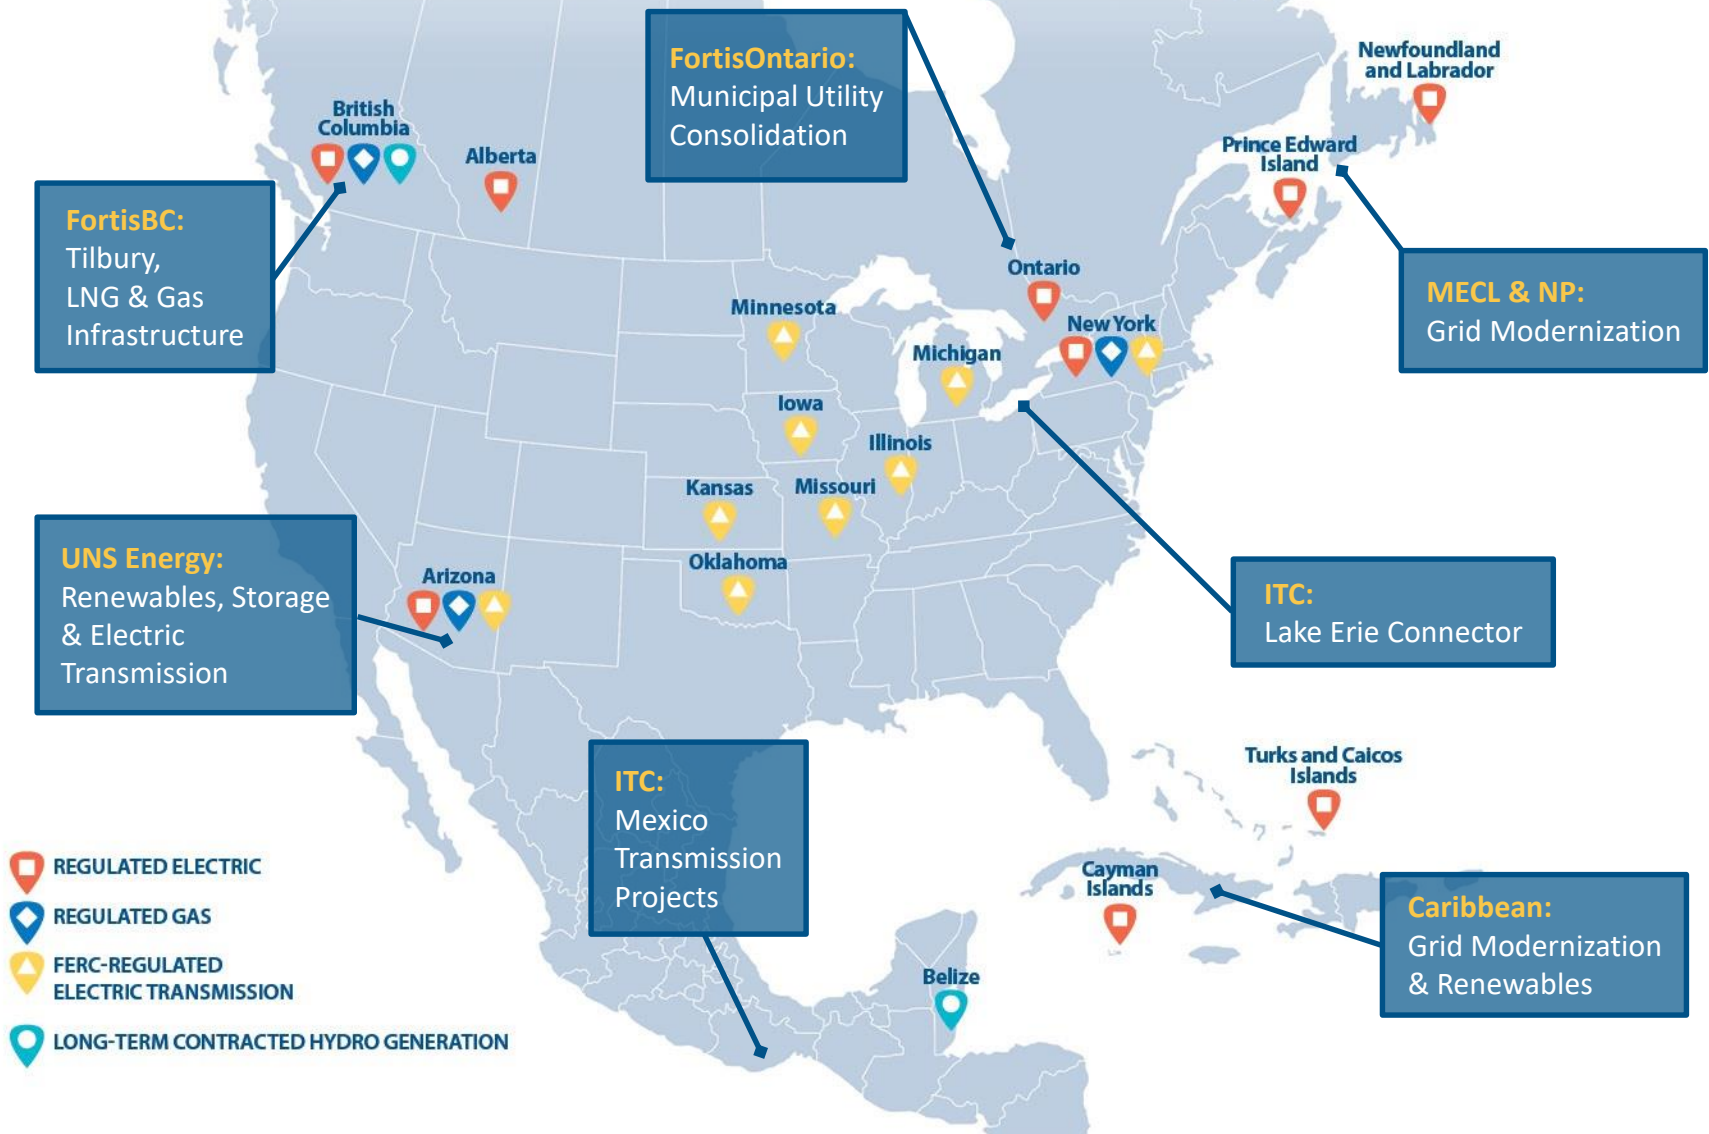 FortisOntario:
Municipal Utility
Consolidation
Newfoundland
and Labrador
British
Columbia
Alberta
Prince Edward
Island
FortisBC:
Tilbury,
LNG & Gas
Infrastructure
Ontario
MECL & NP:
Grid Modernization
Minnesota
New York
Michigan
Iowa
Illinois
Kansas
Missouri
Oklahoma
UNS Energy:
Renewables, Storage
& Electric
Transmission
Arizona
ITC:
Lake Erie Connector
ITC:
Mexico
Transmission
Projects
Turks and Caicos
Islands
Cayman
Islands
Caribbean:
Grid Modernization
& Renewables
Belize
REGULATED ELECTRIC
REGULATED GAS
FERC-REGULATED
ELECTRIC TRANSMISSION
LONG-TERM CONTRACTED HYDRO GENERATION